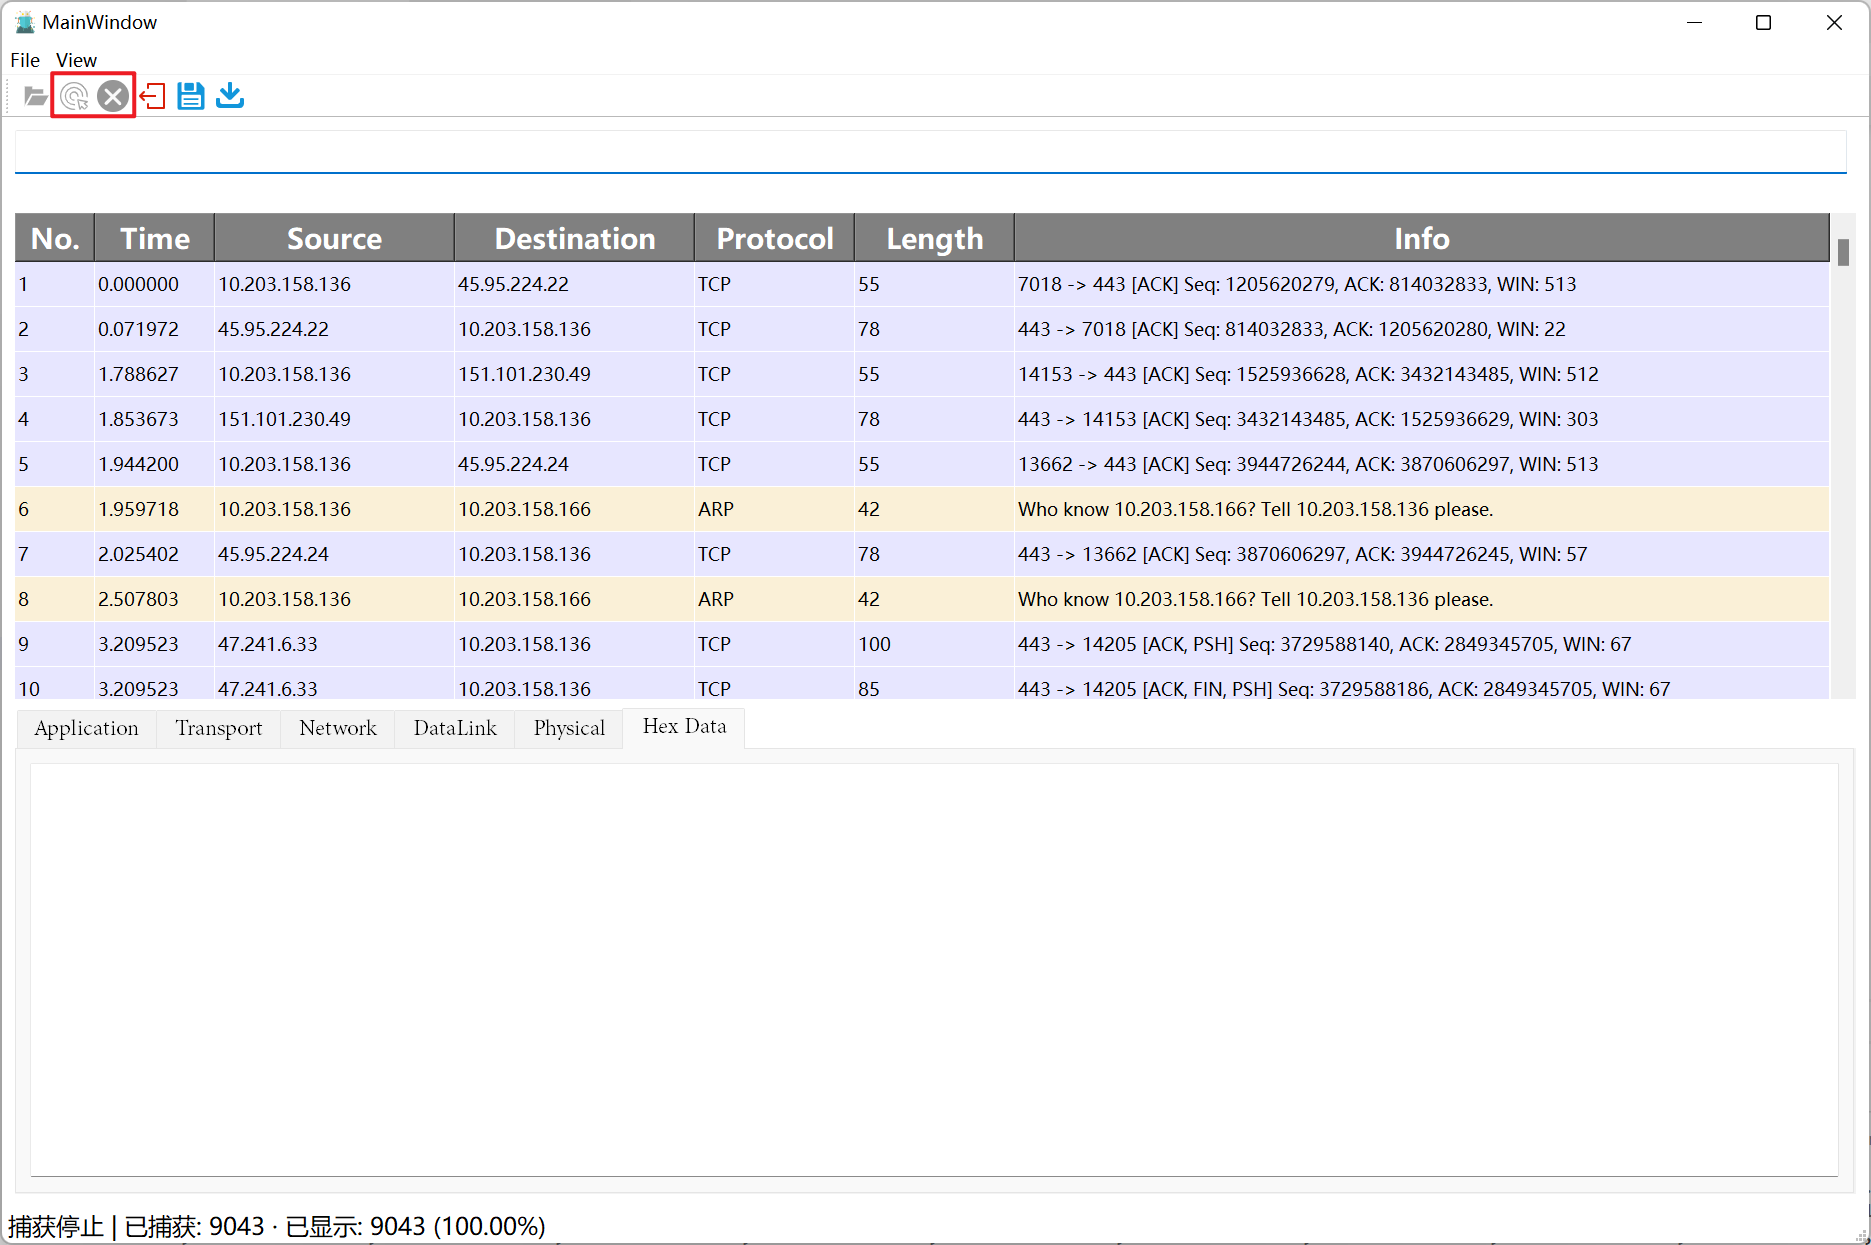 MainWindow
File View
No. Time Source Destination Protocol Length Info
1 0.000000 10.203.158.136 45.95.224.22 TCP 55 7018 -> 443 [ACK] Seq: 1205620279, ACK: 814032833, WIN: 513
2 0.071972 45.95.224.22 10.203.158.136 TCP 78 443 -> 7018 [ACK] Seq: 814032833, ACK: 1205620280, WIN: 22
3 1.788627 10.203.158.136 151.101.230.49 TCP 55 14153 -> 443 [ACK] Seq: 1525936628, ACK: 3432143485, WIN: 512
4 1.853673 151.101.230.49 10.203.158.136 TCP 78 443 -> 14153 [ACK] Seq: 3432143485, ACK: 1525936629, WIN: 303
5 1.944200 10.203.158.136 45.95.224.24 TCP 55 13662 -> 443 [ACK] Seq: 3944726244, ACK: 3870606297, WIN: 513
6 1.959718 10.203.158.136 10.203.158.166 ARP 42 Who know 10.203.158.166? Tell 10.203.158.136 please.
7 2.025402 45.95.224.24 10.203.158.136 TCP 78 443 -> 13662 [ACK] Seq: 3870606297, ACK: 3944726245, WIN: 57
8 2.507803 10.203.158.136 10.203.158.166 ARP 42 Who know 10.203.158.166? Tell 10.203.158.136 please.
9 3.209523 47.241.6.33 10.203.158.136 TCP 100 443 -> 14205 [ACK, PSH] Seq: 3729588140, ACK: 2849345705, WIN: 67
10 3.209523 47.241.6.33 10.203.158.136 TCP 85 443 -> 14205 [ACK, FIN, PSH] Seq: 3729588186, ACK: 2849345705, WIN: 67
Application Transport Network DataLink Physical Hex Data
捕获停止 | 已捕获: 9043 · 已显示: 9043 (100.00%)